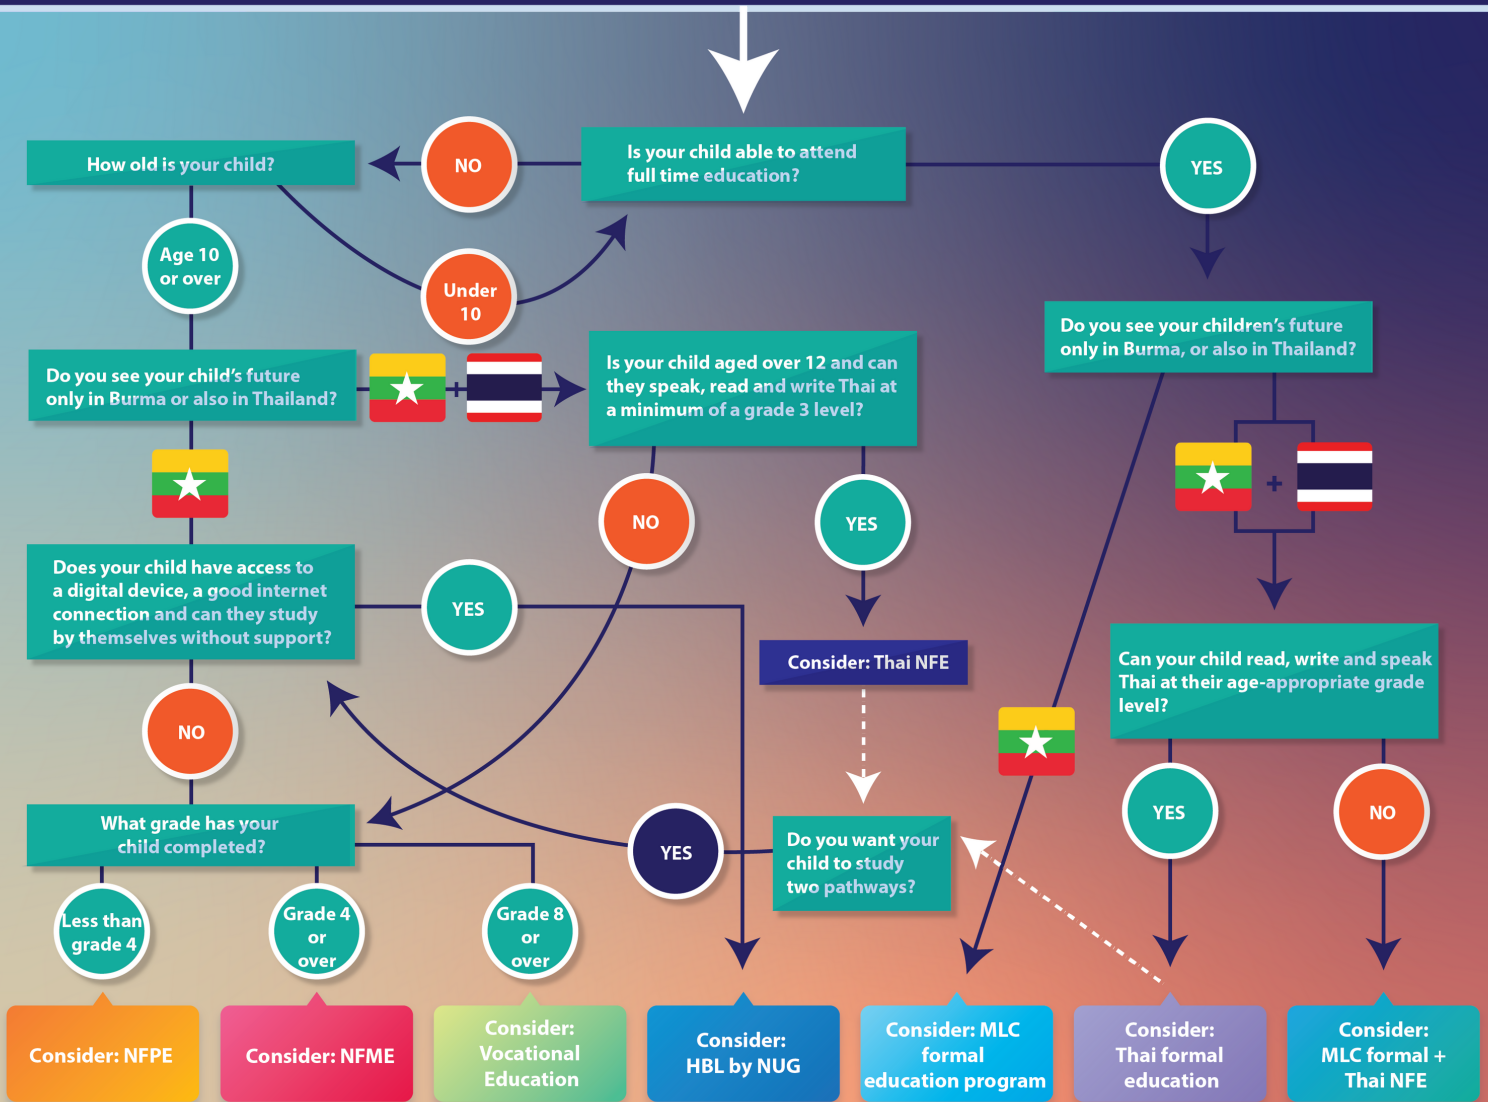 How old is your child?
NO
Is your child able to attend
full time education?
YES
Age 10
or over
Under
10
Do you see your child's future
only in Burma or also in Thailand?
+
Is your child aged over 12 and can
they speak, read and write Thai at
a minimum of a grade 3 level?
Do you see your children's future
only in Burma, or also in Thailand?
+
NO
YES
Does your child have access to
a digital device, a good internet
connection and can they study
by themselves without support?
YES
Consider: Thai NFE
Can your child read, write and speak
Thai at their age-appropriate grade
level?
NO
YES
NO
What grade has your
child completed?
YES
Do you want your
child to study
two pathways?
Less than
grade 4
Grade 4
or
over
Grade 8
or
over
Consider: NFPE
Consider: NFME
Consider:
Vocational
Education
Consider:
HBL by NUG
Consider: MLC
formal
education program
Consider:
Thai formal
education
Consider:
MLC formal +
Thai NFE